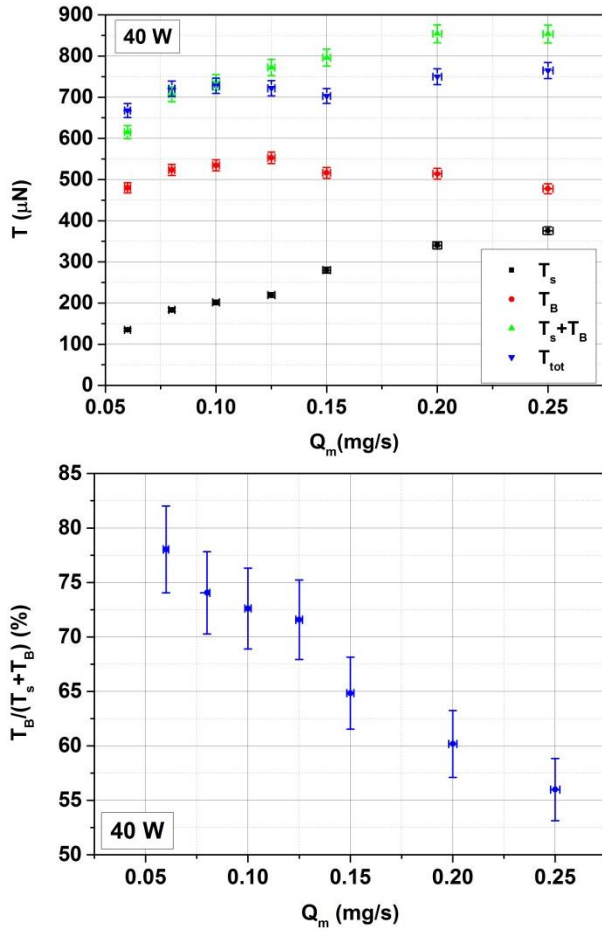 40 W
900
800
700
600
500
400
300
200
100
0
T (μN)
T_s
T_B
T_s+T_B
T_tot
0.05 0.10 0.15 0.20 0.25
Q_m(mg/s)
85
80
75
70
65
60
55
50
T_B/(T_s+T_B) (%)
40 W
0.05 0.10 0.15 0.20 0.25
Q_m (mg/s)